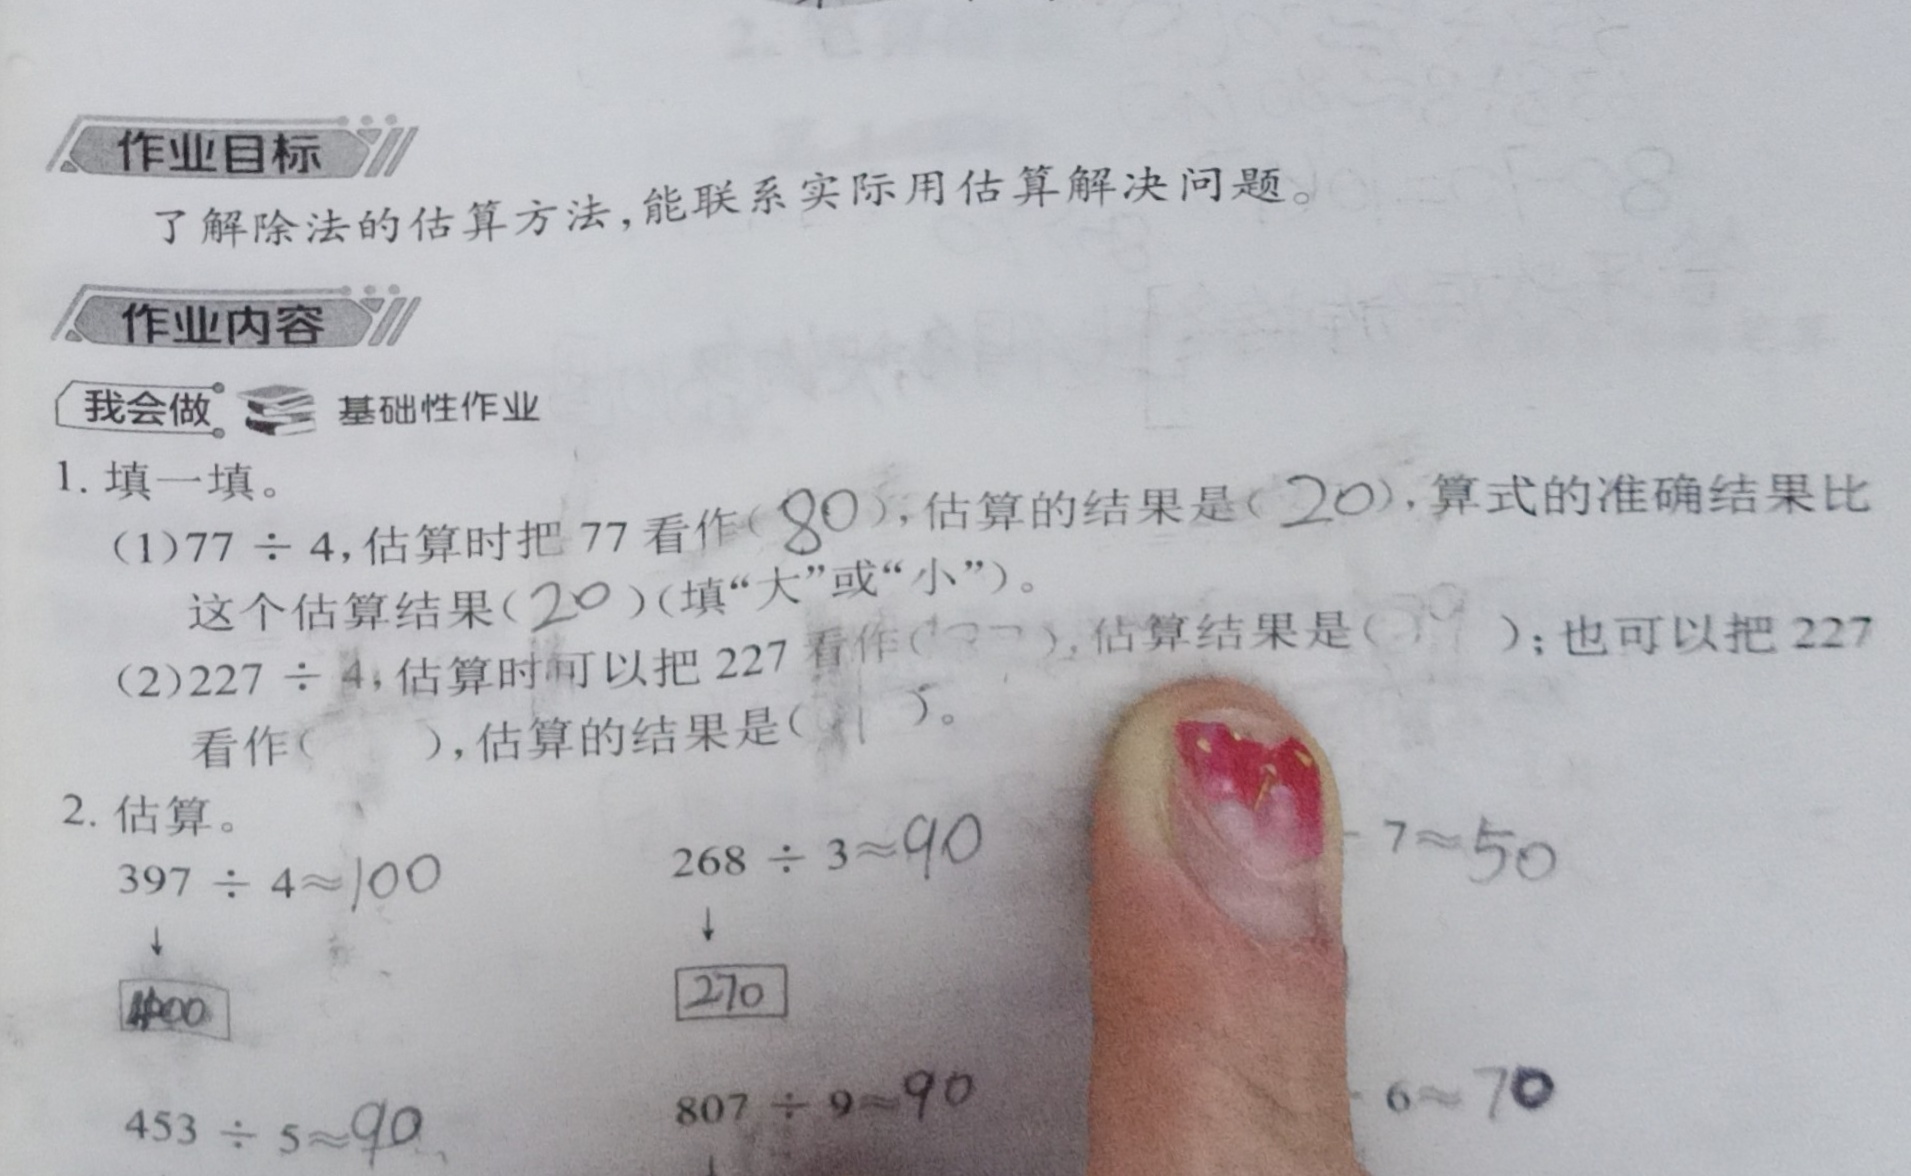 作业目标
了解除法的估算方法,能联系实际用估算解决问题。
作业内容
我会做 基础性作业
1. 填一填。
(1)77 ÷ 4,估算时把 77 看作(80),估算的结果是(20),算式的准确结果比
这个估算结果(20)(填“大”或“小”)。
(2)227 ÷ 4,估算时可以把 227 看作( ),估算结果是( );也可以把 227
看作( ),估算的结果是( )。
2. 估算。
397 ÷ 4≈100 268 ÷ 3≈90 7≈50
↓ ↓
400 270
453 ÷ 5≈90 807 ÷ 9≈90 6≈70